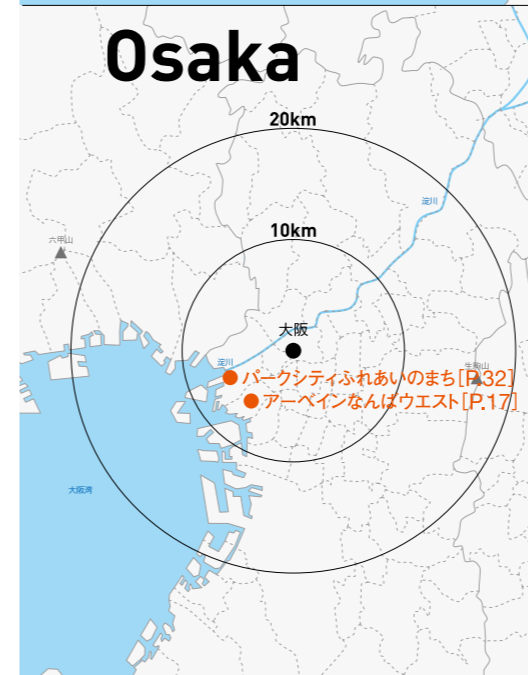 Osaka
20km
淀川
10km
六甲山
大阪
淀川
生駒山
パークシティふれあいのまち[P.32]
アーベインなんばウエスト[P.17]
大阪湾